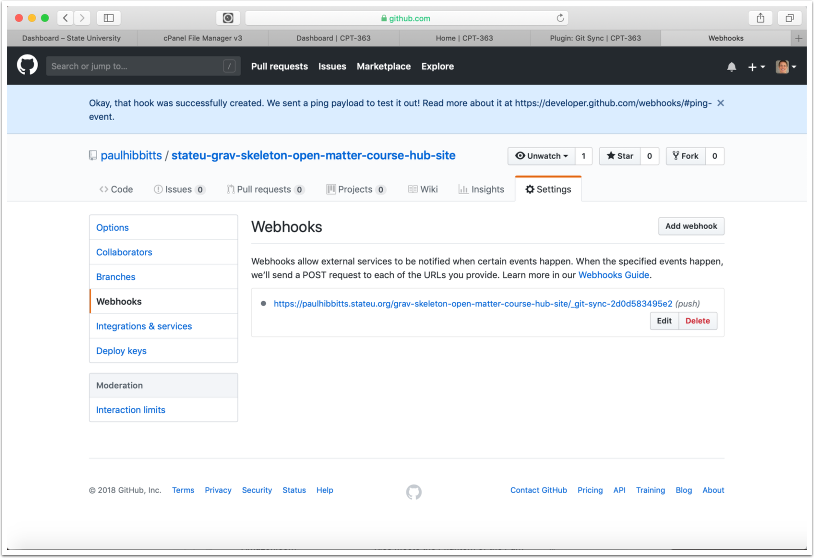 github.com
Dashboard – State University
cPanel File Manager v3
Dashboard | CPT-363
Home | CPT-363
Plugin: Git Sync | CPT-363
Webhooks
Search or jump to... /
Pull requests Issues Marketplace Explore
Okay, that hook was successfully created. We sent a ping payload to test it out! Read more about it at https://developer.github.com/webhooks/#ping-
event.
paulhibbitts / stateu-grav-skeleton-open-matter-course-hub-site
Unwatch 1 Star 0 Fork 0
Code Issues 0 Pull requests 0 Projects 0 Wiki Insights Settings
Options
Collaborators
Branches
Webhooks
Integrations & services
Deploy keys
Moderation
Interaction limits
Webhooks
Add webhook
Webhooks allow external services to be notified when certain events happen. When the specified events happen,
we'll send a POST request to each of the URLs you provide. Learn more in our Webhooks Guide.
https://paulhibbitts.stateu.org/grav-skeleton-open-matter-course-hub-site/_git-sync-2d0d583495e2 (push)
Edit Delete
© 2018 GitHub, Inc. Terms Privacy Security Status Help
Contact GitHub Pricing API Training Blog About